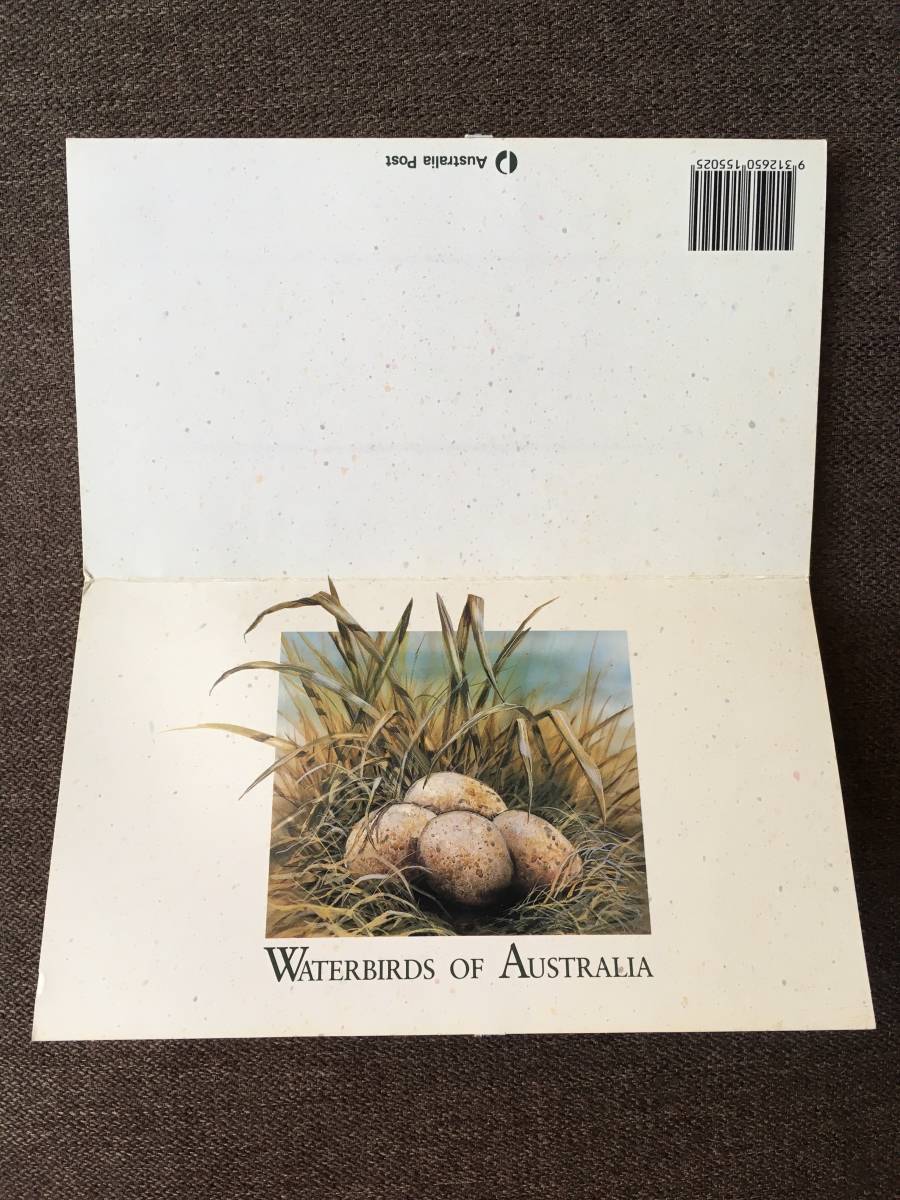 Australia Post
9 312650 155025
WATERBIRDS OF AUSTRALIA